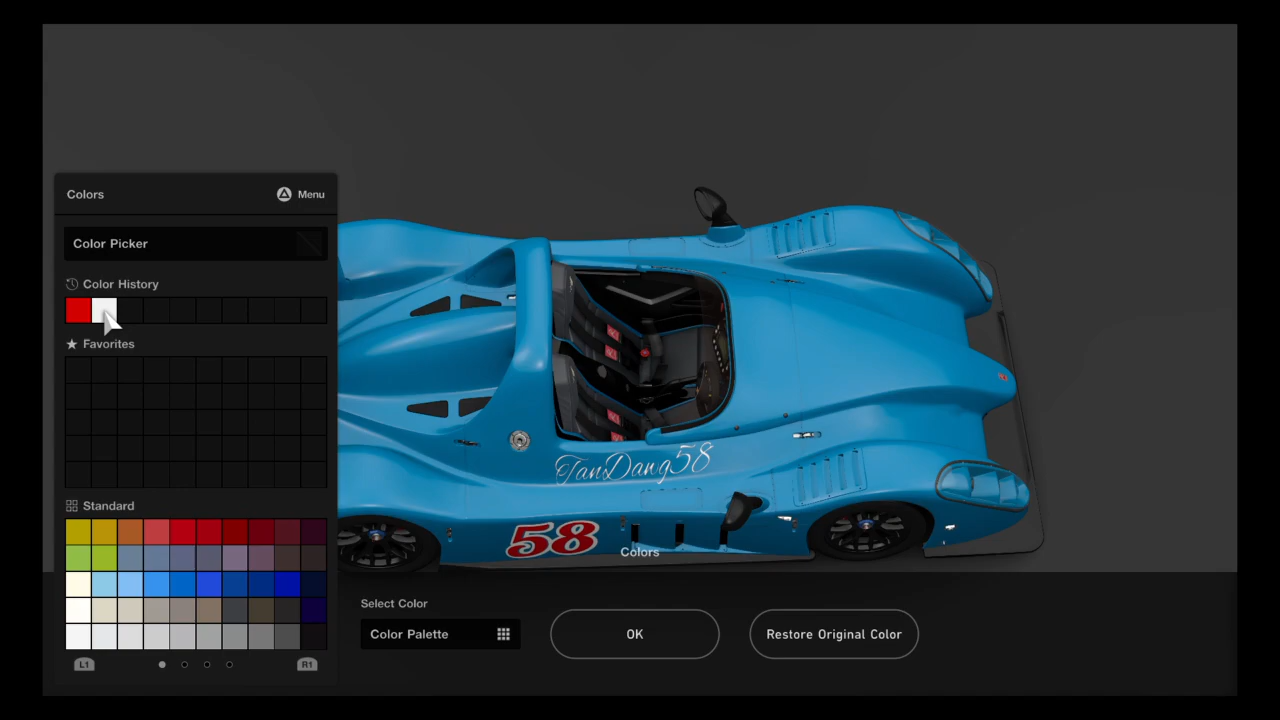 Colors
Menu
Color Picker
Color History
Favorites
Standard
L1
R1
TanDang58
58
Colors
Select Color
Color Palette
OK
Restore Original Color